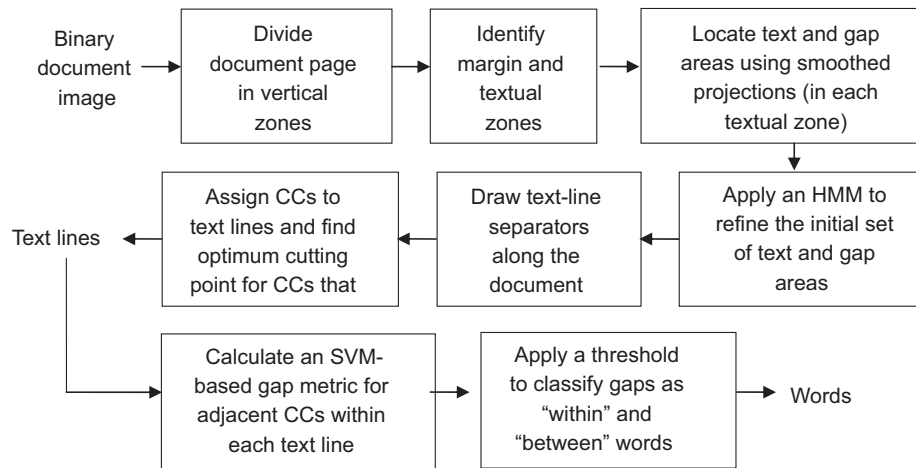 Binary
document
image
Divide
document page
in vertical
zones
Identify
margin and
textual
zones
Locate text and gap
areas using smoothed
projections (in each
textual zone)
Apply an HMM to
refine the initial set
of text and gap
areas
Draw text-line
separators
along the
document
Assign CCs to
text lines and find
optimum cutting
point for CCs that
Text lines
Calculate an SVM-
based gap metric for
adjacent CCs within
each text line
Apply a threshold
to classify gaps as
“within” and
“between” words
Words